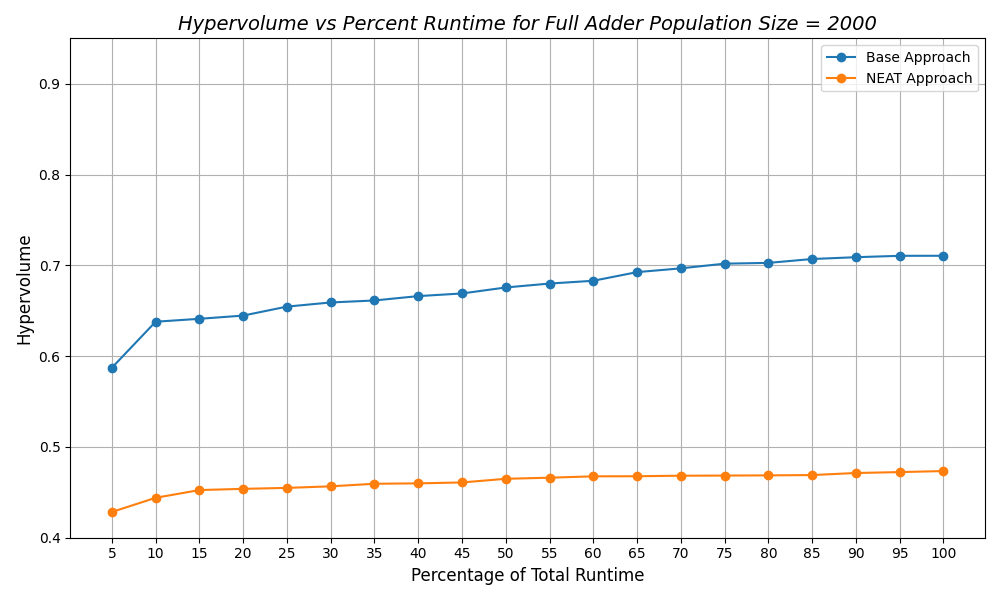 Hypervolume vs Percent Runtime for Full Adder Population Size = 2000
Base Approach
NEAT Approach
Hypervolume
0.9
0.8
0.7
0.6
0.5
0.4
5 10 15 20 25 30 35 40 45 50 55 60 65 70 75 80 85 90 95 100
Percentage of Total Runtime